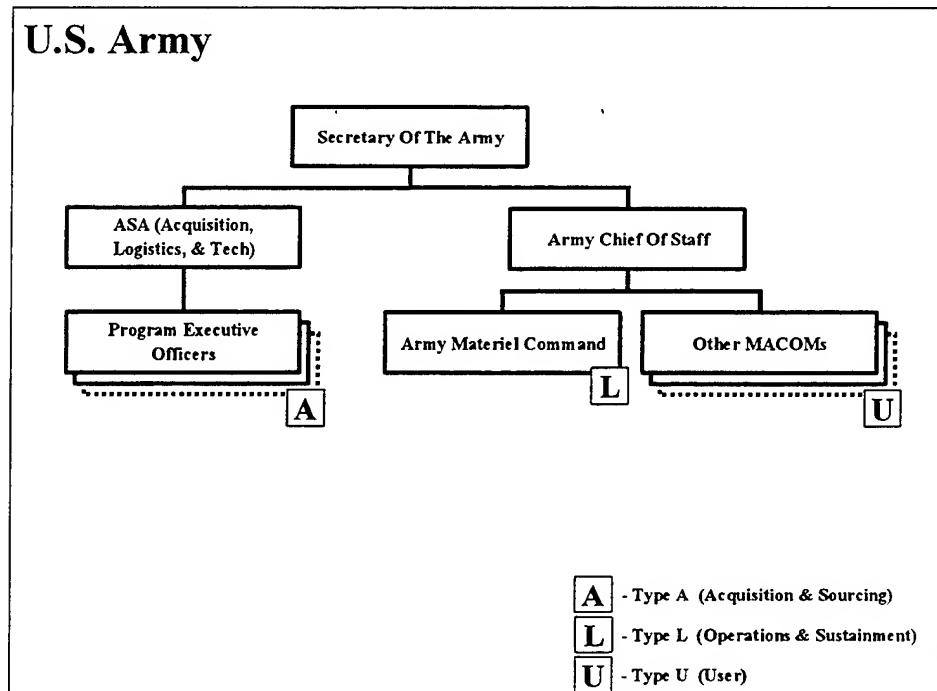 U.S. Army
Secretary Of The Army
ASA (Acquisition,
Logistics, & Tech)
Army Chief Of Staff
Program Executive
Officers
Army Materiel Command
Other MACOMs
A
L
U
A - Type A (Acquisition & Sourcing)
L - Type L (Operations & Sustainment)
U - Type U (User)